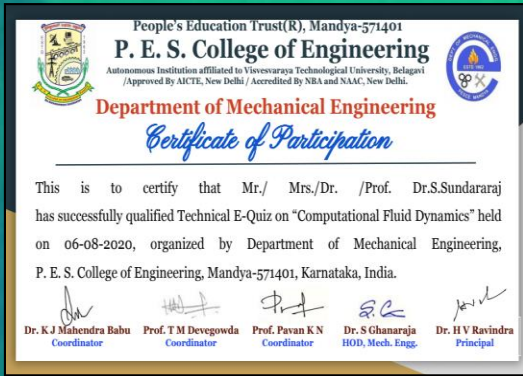 People's Education Trust(R), Mandya-571401
P. E. S. College of Engineering
Autonomous Institution affiliated to Visvesvaraya Technological University, Belagavi
/Approved By AICTE, New Delhi / Accredited By NBA and NAAC, New Delhi.
Department of Mechanical Engineering
Certificate of Participation
This is to certify that Mr./ Mrs./Dr. /Prof. Dr.S.Sundararaj
has successfully qualified Technical E-Quiz on "Computational Fluid Dynamics" held
on 06-08-2020, organized by Department of Mechanical Engineering,
P. E. S. College of Engineering, Mandya-571401, Karnataka, India.
Dr. K J Mahendra Babu Prof. T M Devegowda Prof. Pavan K N Dr. S Ghanaraja Dr. H V Ravindra
Coordinator Coordinator Coordinator HOD, Mech. Engg. Principal